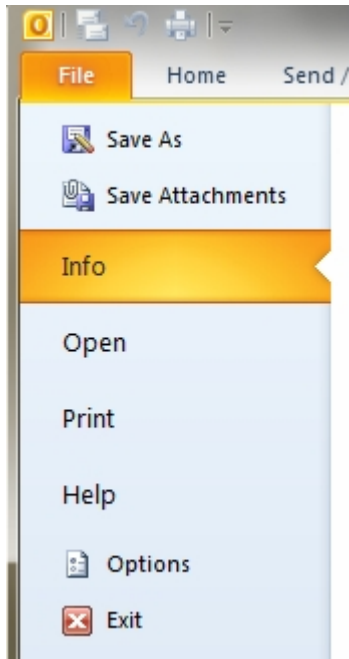 File Home Send /
Save As
Save Attachments
Info
Open
Print
Help
Options
Exit